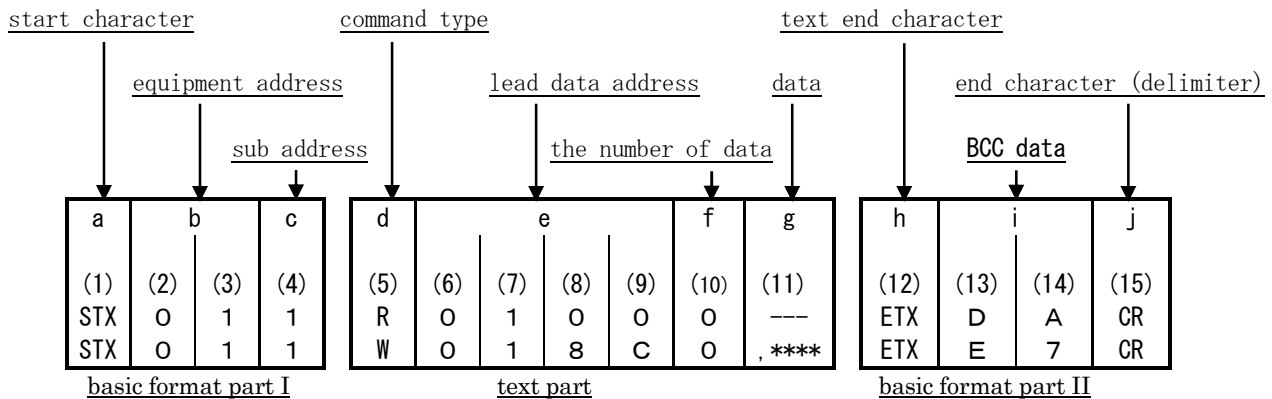 start character command type text end character
equipment address lead data address data end character (delimiter)
sub address the number of data BCC data
a b c d e f g h i j
(1) (2) (3) (4) (5) (6) (7) (8) (9) (10) (11) (12) (13) (14) (15)
STX 0 1 1 R 0 1 0 0 0 --- ETX D A CR
STX 0 1 1 W 0 1 8 C 0 ,**** ETX E 7 CR
basic format part I text part basic format part II